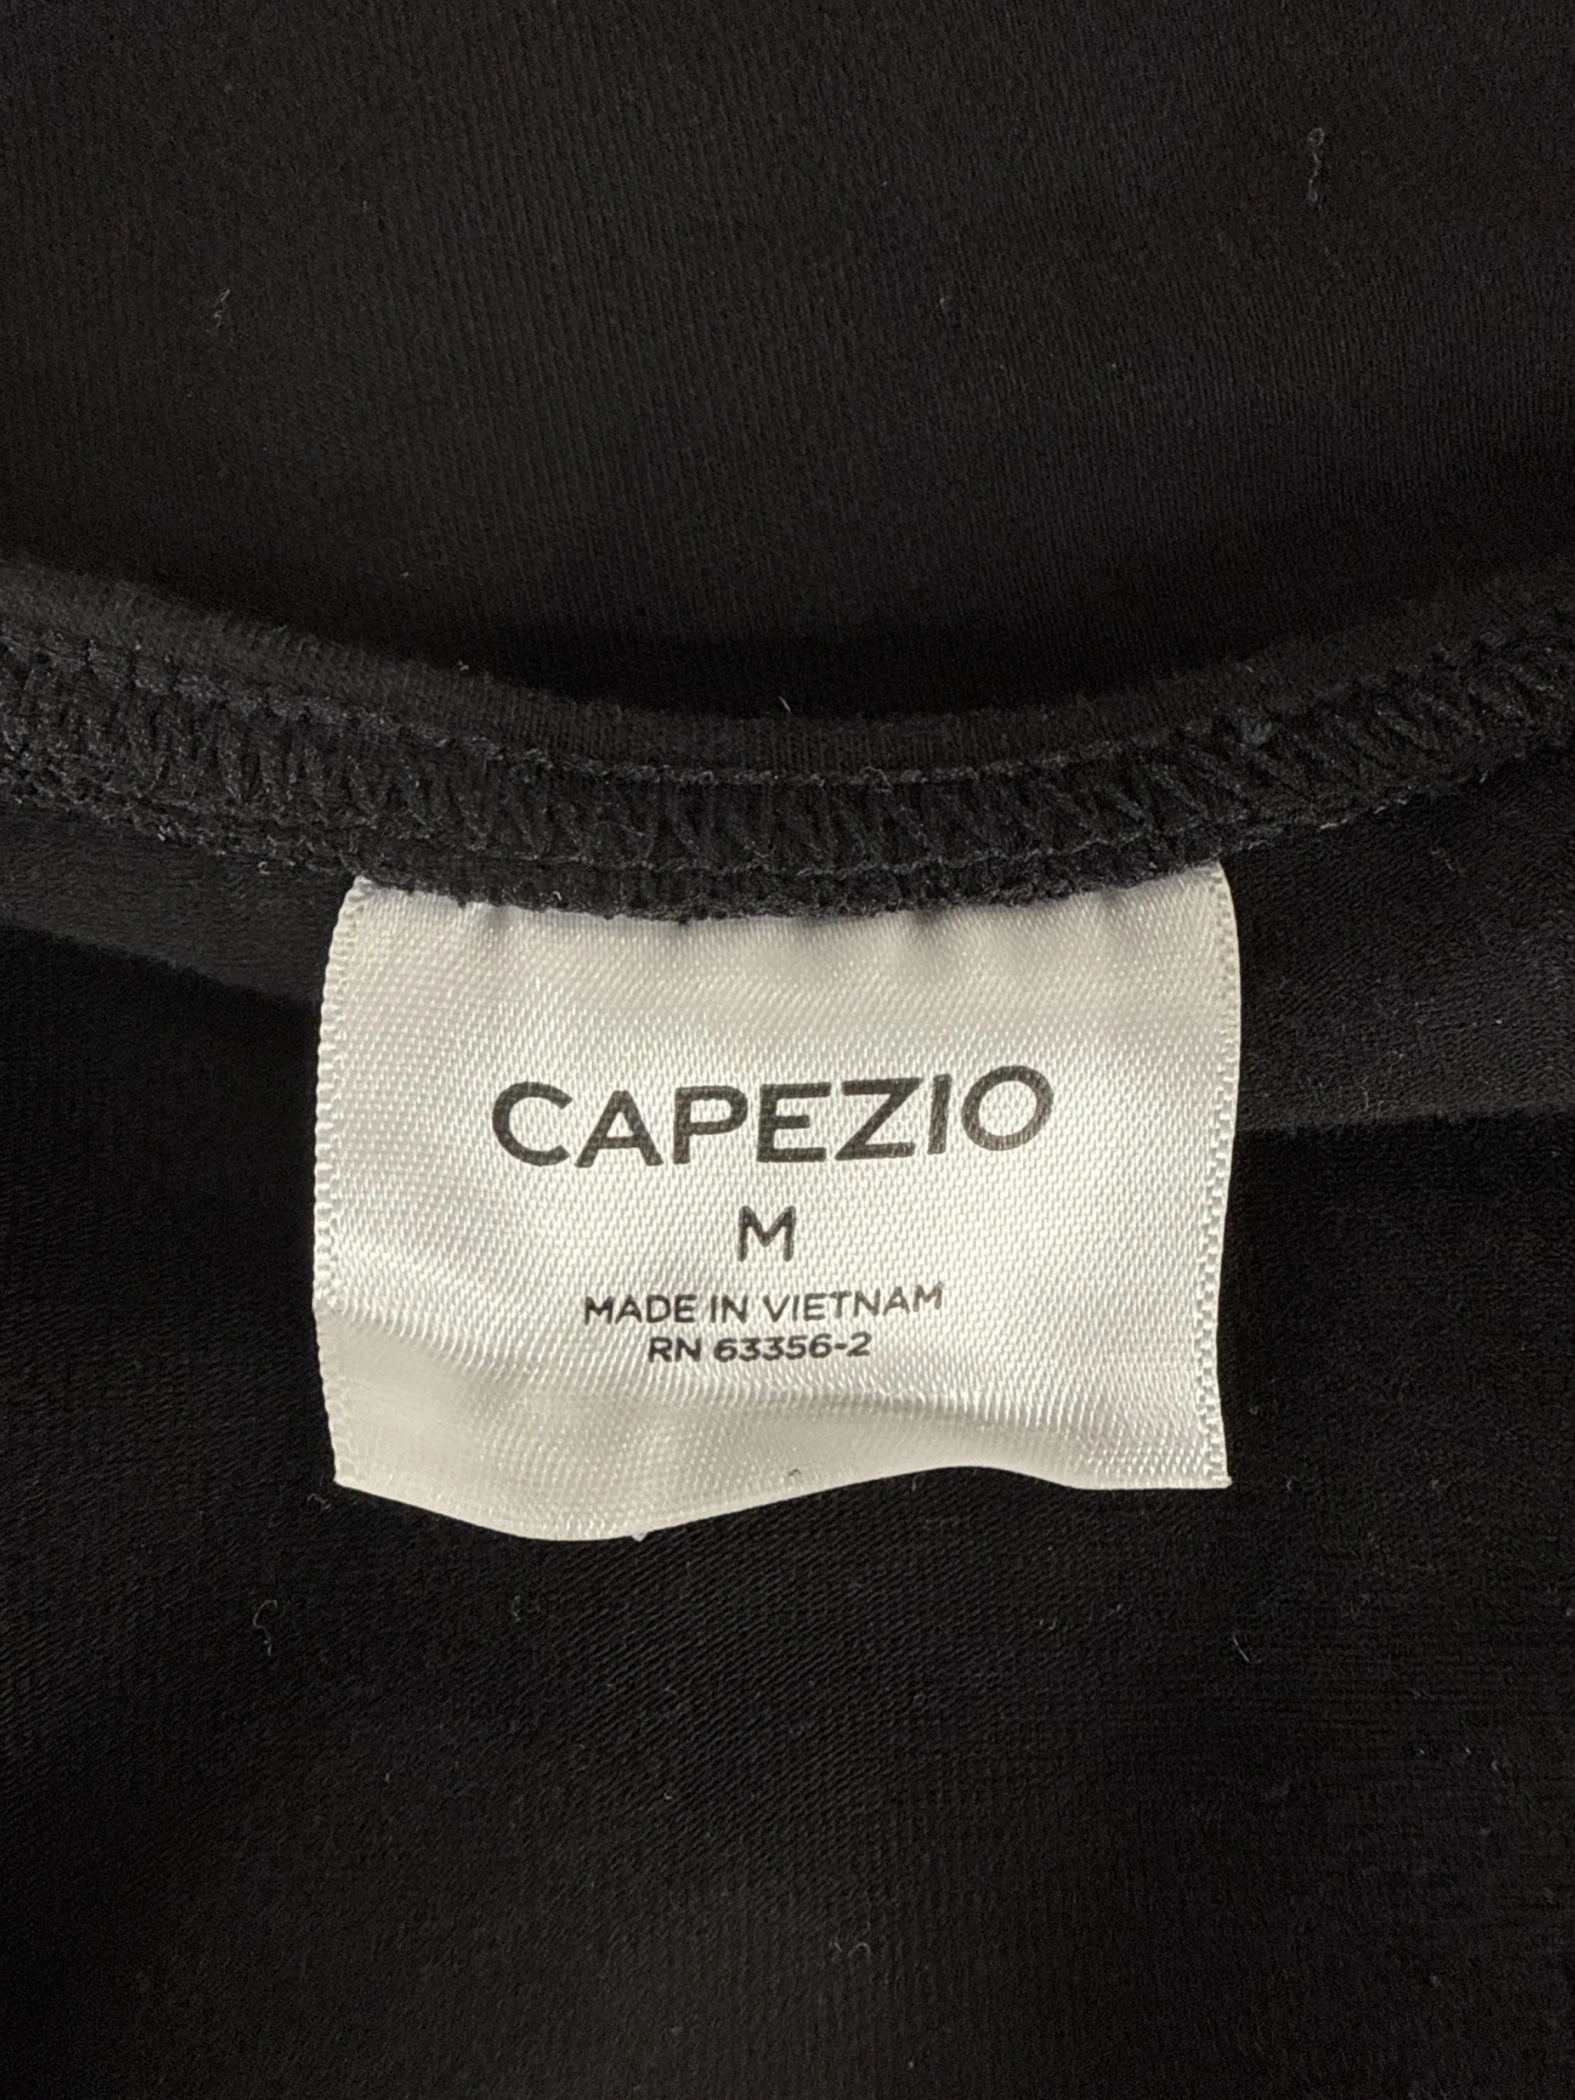 CAPEZIO
M
MADE IN VIETNAM
RN 63356-2